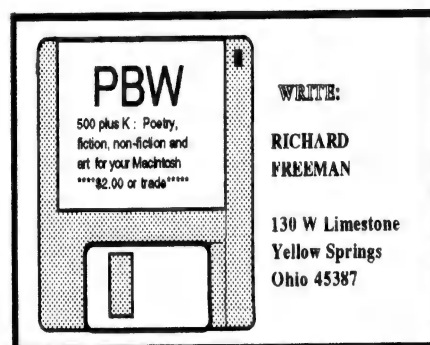 PBW
500 plus K : Poetry,
fiction, non-fiction and
art for your Macintosh
****$2.00 or trade*****
WRITE:
RICHARD
FREEMAN
130 W Limestone
Yellow Springs
Ohio 45387